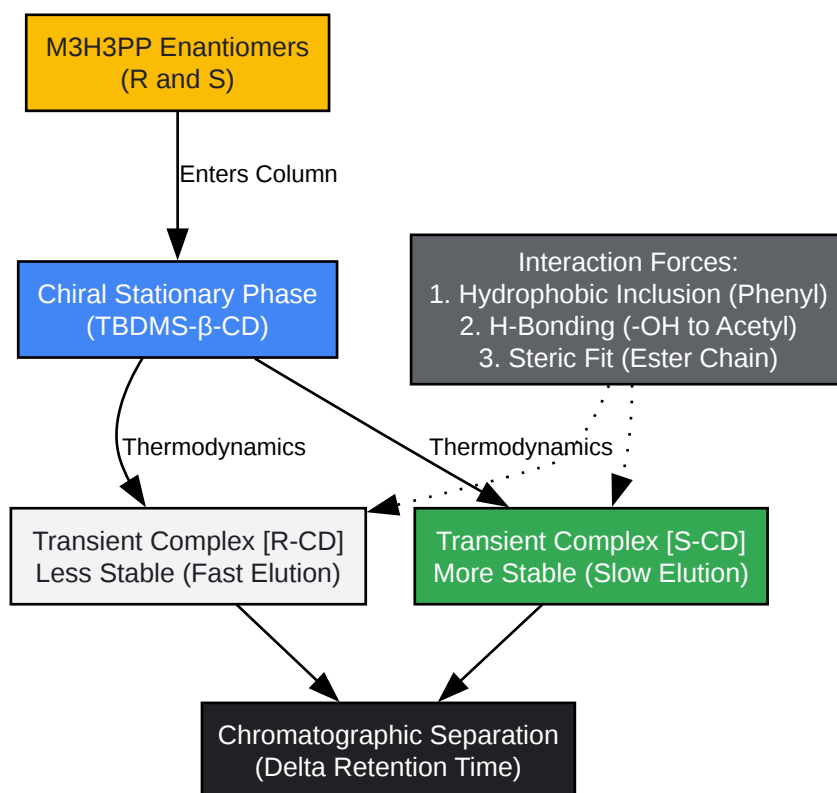 M3H3PP Enantiomers
(R and S)
Enters Column
Chiral Stationary Phase
(TBDMS-β-CD)
Interaction Forces:
1. Hydrophobic Inclusion (Phenyl)
2. H-Bonding (-OH to Acetyl)
3. Steric Fit (Ester Chain)
Thermodynamics
Thermodynamics
Transient Complex [R-CD]
Less Stable (Fast Elution)
Transient Complex [S-CD]
More Stable (Slow Elution)
Chromatographic Separation
(Delta Retention Time)